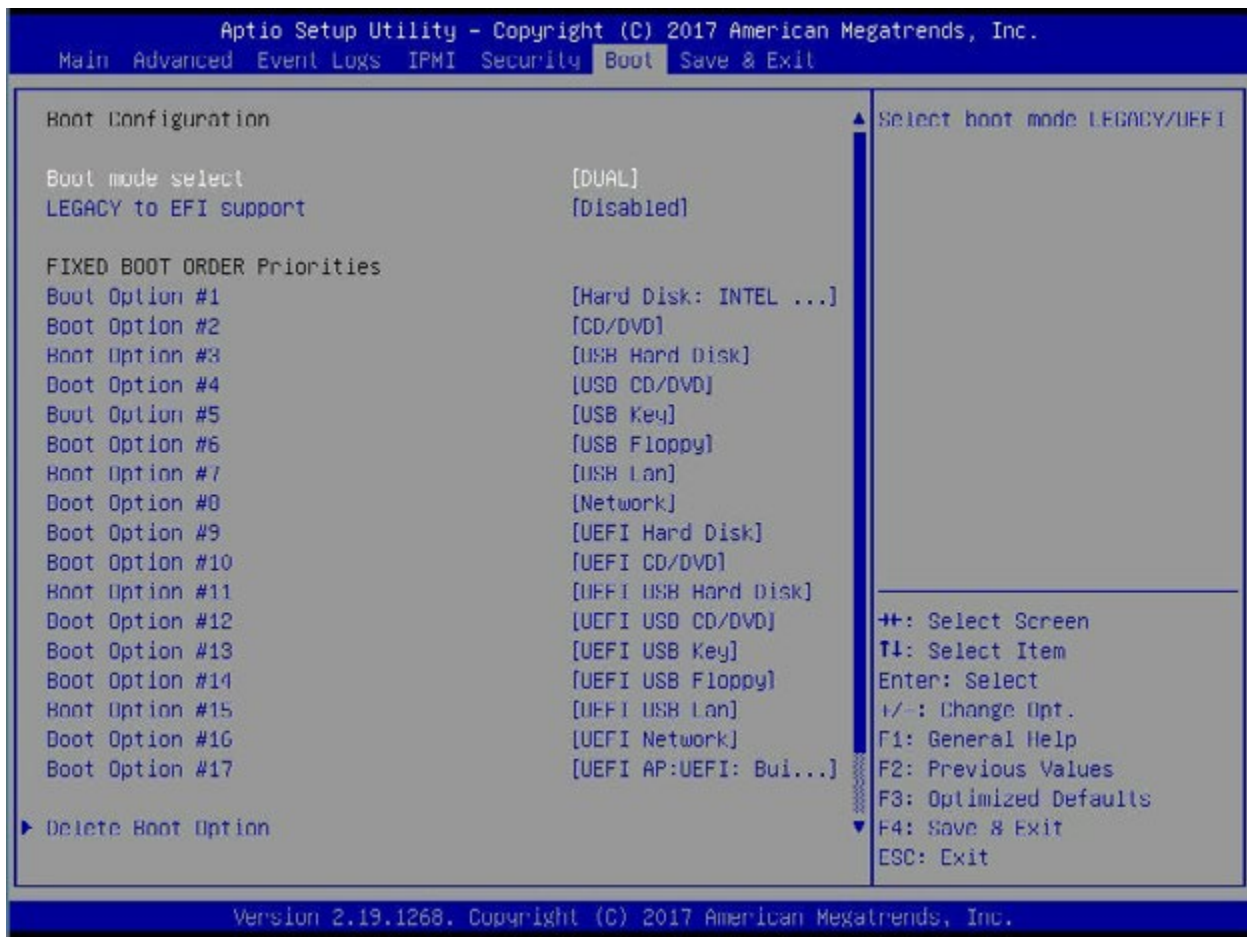 Aptio Setup Utility – Copyright (C) 2017 American Megatrends, Inc.
Main Advanced Event Logs IPMI Security Boot Save & Exit
Boot Configuration
Boot mode select [DUAL]
LEGACY to EFI support [Disabled]
FIXED BOOT ORDER Priorities
Boot Option #1 [Hard Disk: INTEL ...]
Boot Option #2 [CD/DVD]
Boot Option #3 [USB Hard Disk]
Boot Option #4 [USB CD/DVD]
Boot Option #5 [USB Key]
Boot Option #6 [USB Floppy]
Boot Option #7 [USB Lan]
Boot Option #8 [Network]
Boot Option #9 [UEFI Hard Disk]
Boot Option #10 [UEFI CD/DVD]
Boot Option #11 [UEFI USB Hard Disk]
Boot Option #12 [UEFI USB CD/DVD]
Boot Option #13 [UEFI USB Key]
Boot Option #14 [UEFI USB Floppy]
Boot Option #15 [UEFI USB Lan]
Boot Option #16 [UEFI Network]
Boot Option #17 [UEFI AP:UEFI: Bui...]
Delete Boot Option
Select boot mode LEGACY/UEFI
→←: Select Screen
↑↓: Select Item
Enter: Select
+/-: Change Opt.
F1: General Help
F2: Previous Values
F3: Optimized Defaults
F4: Save & Exit
ESC: Exit
Version 2.19.1268. Copyright (C) 2017 American Megatrends, Inc.